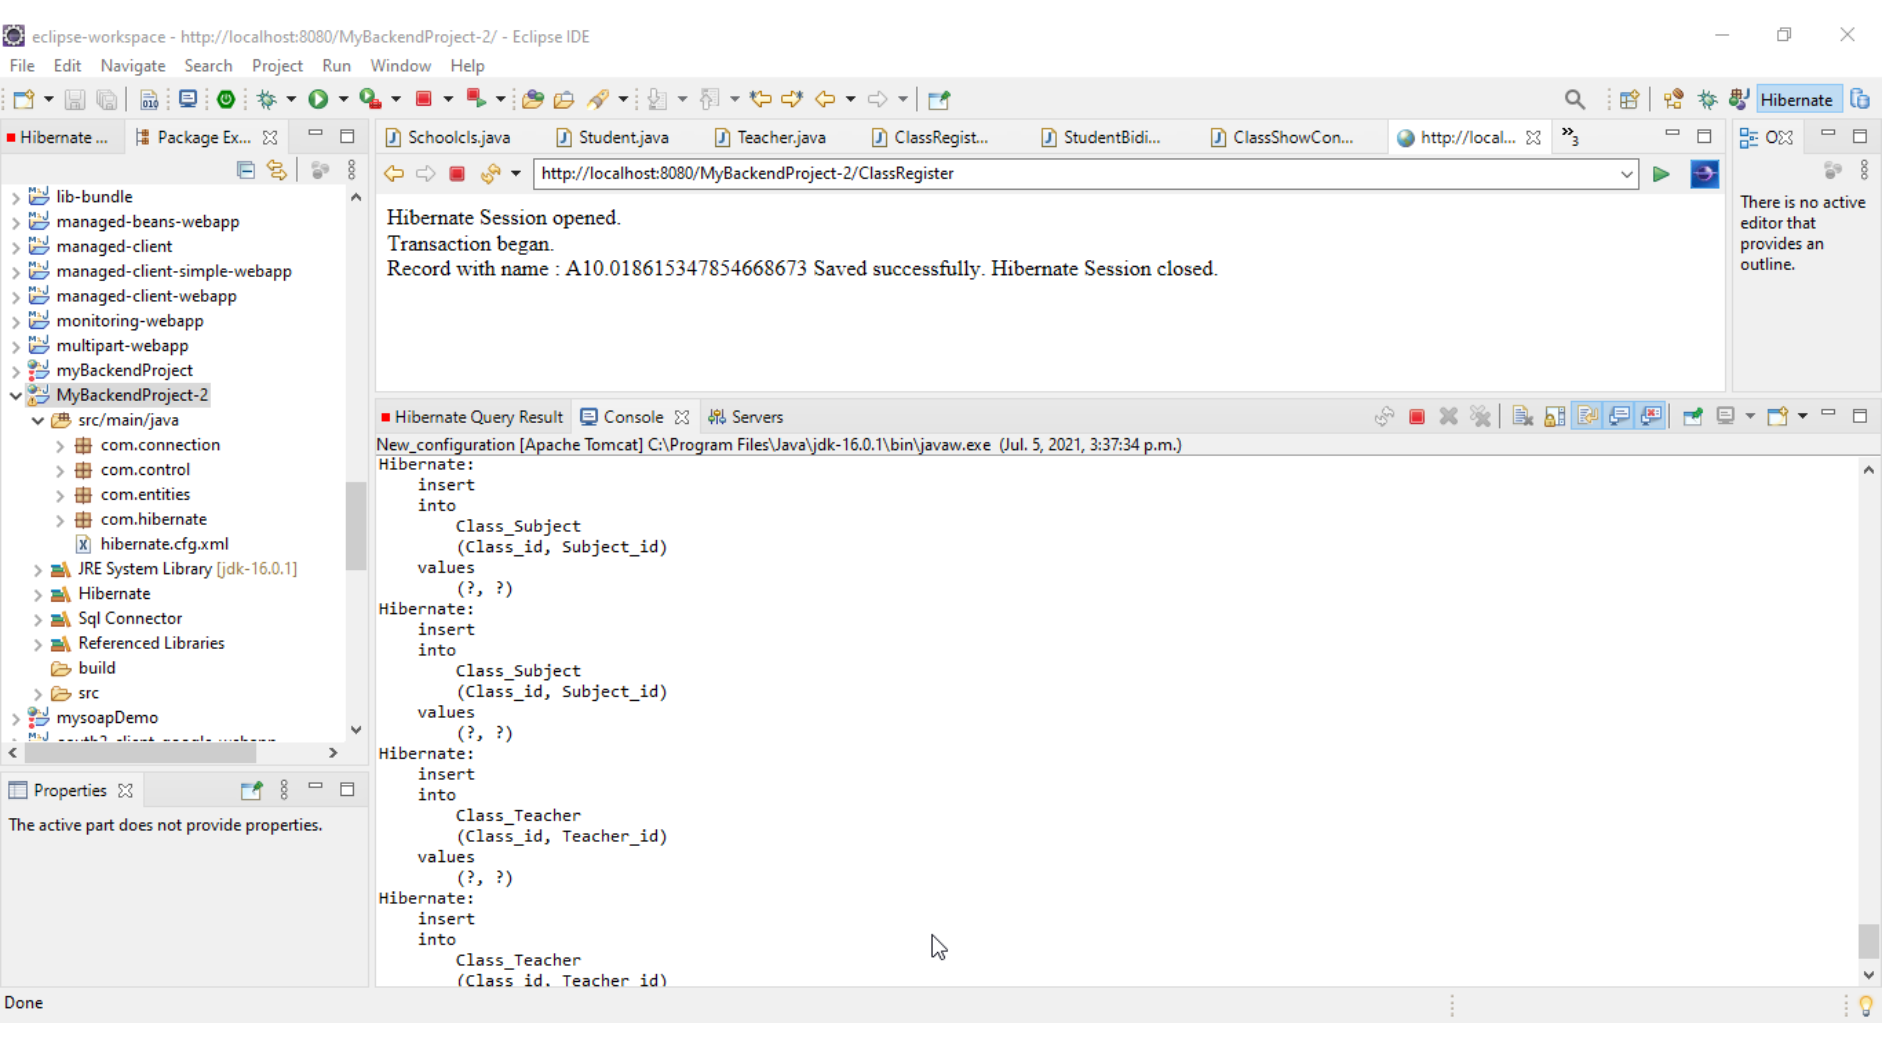 eclipse-workspace - http://localhost:8080/MyBackendProject-2/ - Eclipse IDE
File Edit Navigate Search Project Run Window Help
Hibernate
Hibernate ...
Package Ex...
Schoolcls.java
Student.java
Teacher.java
ClassRegist...
StudentBidi...
ClassShowCon...
http://local...
»3
O
http://localhost:8080/MyBackendProject-2/ClassRegister
lib-bundle
managed-beans-webapp
managed-client
managed-client-simple-webapp
managed-client-webapp
monitoring-webapp
multipart-webapp
myBackendProject
MyBackendProject-2
src/main/java
com.connection
com.control
com.entities
com.hibernate
hibernate.cfg.xml
JRE System Library [jdk-16.0.1]
Hibernate
Sql Connector
Referenced Libraries
build
src
mysoapDemo
Hibernate Session opened.
Transaction began.
Record with name : A10.018615347854668673 Saved successfully. Hibernate Session closed.
There is no active
editor that
provides an
outline.
Hibernate Query Result
Console
Servers
New_configuration [Apache Tomcat] C:\Program Files\Java\jdk-16.0.1\bin\javaw.exe (Jul. 5, 2021, 3:37:34 p.m.)
Hibernate:
insert
into
Class_Subject
(Class_id, Subject_id)
values
(?, ?)
Hibernate:
insert
into
Class_Subject
(Class_id, Subject_id)
values
(?, ?)
Hibernate:
insert
into
Class_Teacher
(Class_id, Teacher_id)
values
(?, ?)
Hibernate:
insert
into
Class_Teacher
(Class_id, Teacher_id)
Properties
The active part does not provide properties.
Done